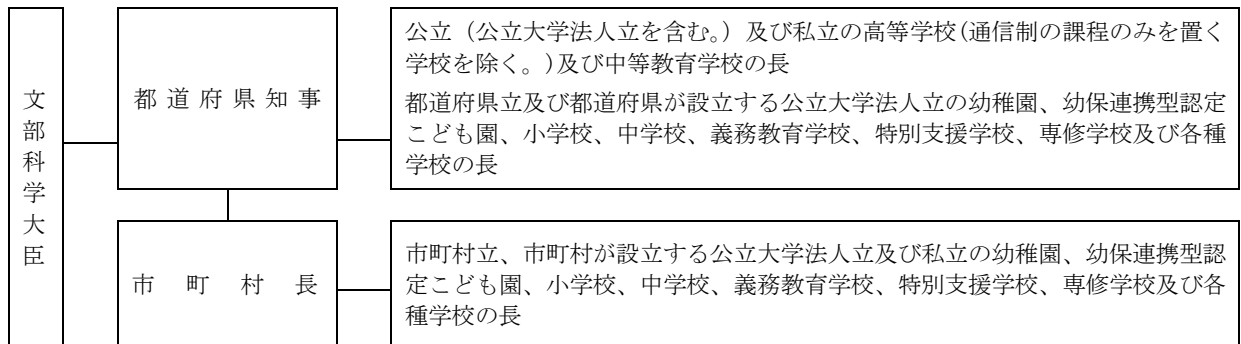 文部科学大臣
都道府県知事
公立（公立大学法人立を含む。）及び私立の高等学校(通信制の課程のみを置く
学校を除く。)及び中等教育学校の長
都道府県立及び都道府県が設立する公立大学法人立の幼稚園、幼保連携型認定
こども園、小学校、中学校、義務教育学校、特別支援学校、専修学校及び各種
学校の長
市町村長
市町村立、市町村が設立する公立大学法人立及び私立の幼稚園、幼保連携型認
定こども園、小学校、中学校、義務教育学校、特別支援学校、専修学校及び各
種学校の長